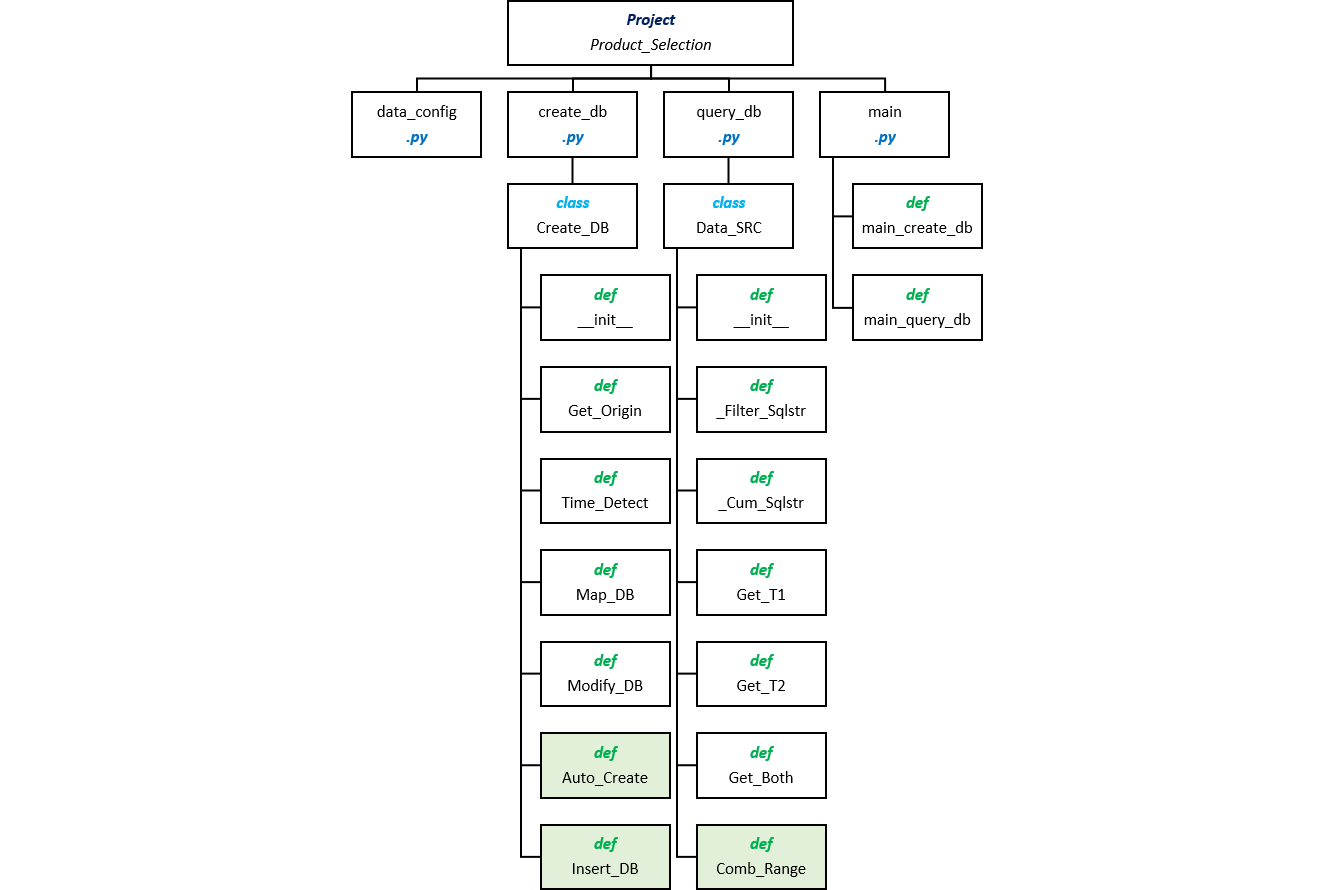 Project
Product_Selection
data_config
.py
create_db
.py
query_db
.py
main
.py
class
Create_DB
class
Data_SRC
def
main_create_db
def
__init__
def
__init__
def
main_query_db
def
Get_Origin
def
_Filter_Sqlstr
def
Time_Detect
def
_Cum_Sqlstr
def
Map_DB
def
Get_T1
def
Modify_DB
def
Get_T2
def
Auto_Create
def
Get_Both
def
Insert_DB
def
Comb_Range